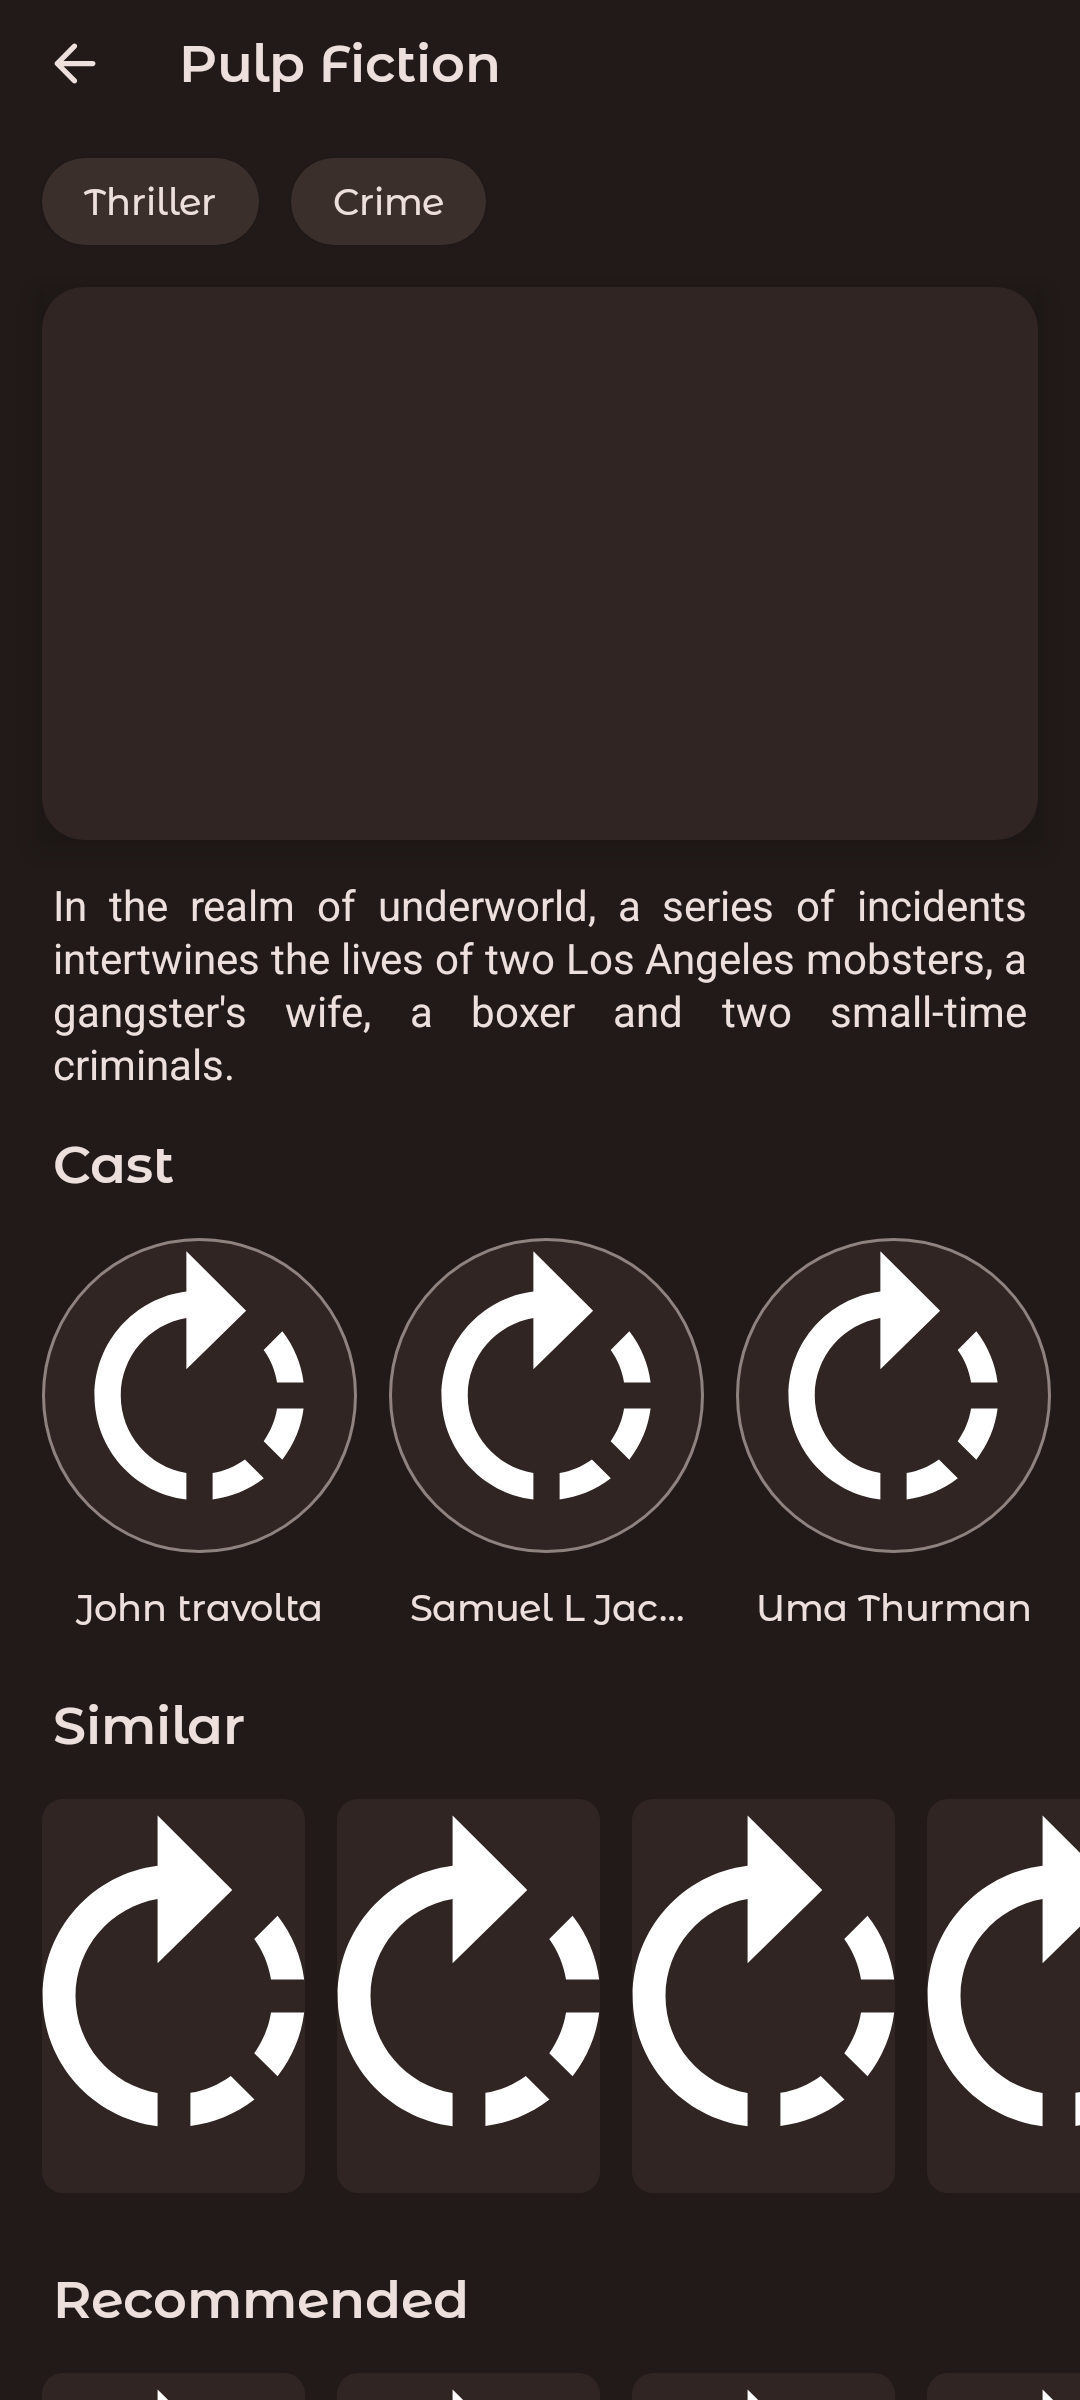 Pulp Fiction
Thriller
Crime
In the realm of underworld, a series of incidents
intertwines the lives of two Los Angeles mobsters, a
gangster's wife, a boxer and two small-time
criminals.
Cast
John travolta
Samuel L Jac...
Uma Thurman
Similar
Recommended